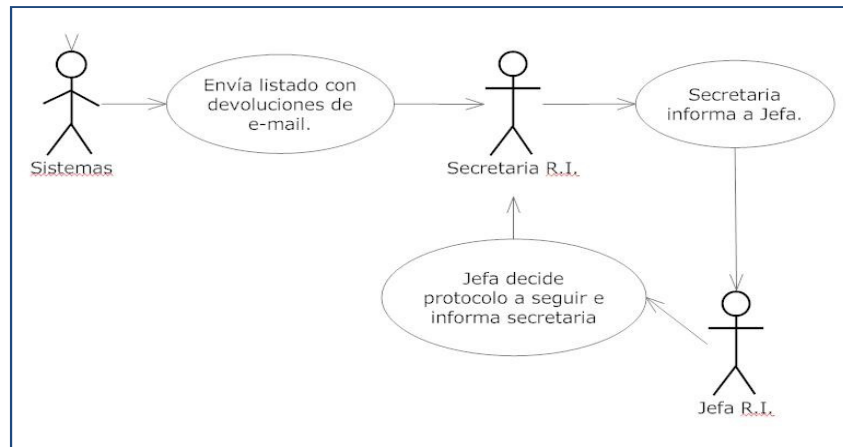 Envía listado con
devoluciones de
e-mail.
Secretaria
informa a Jefa.
Sistemas
Secretaria R.I.
Jefa decide
protocolo a seguir e
informa secretaria
Jefa R.I.